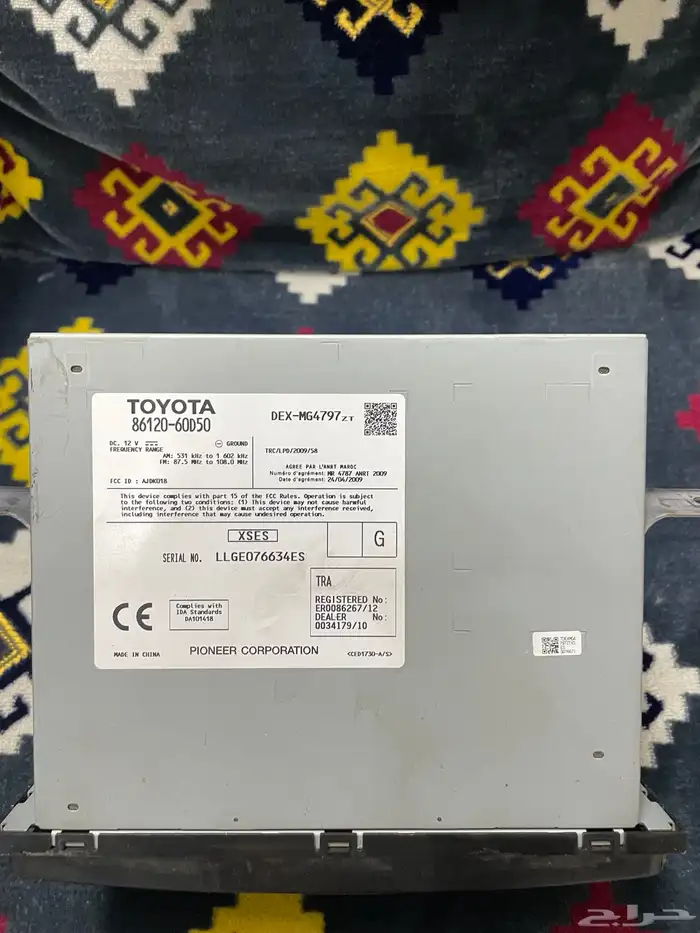 TOYOTA
86120-60D50
DEX-MG4797ZT
DC. 12 V
GROUND
FREQUENCY RANGE
AM: 531 kHz to 1 602 kHz
FM: 87.5 MHz to 108.0 MHz
TRC/LPD/2009/58
AGREE PAR L'ANRT MAROC
Numéro d'agrément: MR 4787 ANRT 2009
Date d'agrément: 24/04/2009
FCC ID : AJDK018
This device complies with part 15 of the FCC Rules. Operation is subject
to the following two conditions: (1) This device may not cause harmful
interference, and (2) this device must accept any interference received,
including interference that may cause undesired operation.
XSES
G
SERIAL NO. LLGE076634ES
TRA
REGISTERED No:
ER0086267/12
DEALER No:
0034179/10
CE
Complies with
IDA Standards
DA101418
MADE IN CHINA
PIONEER CORPORATION
<CED1730-A/S>
حراج